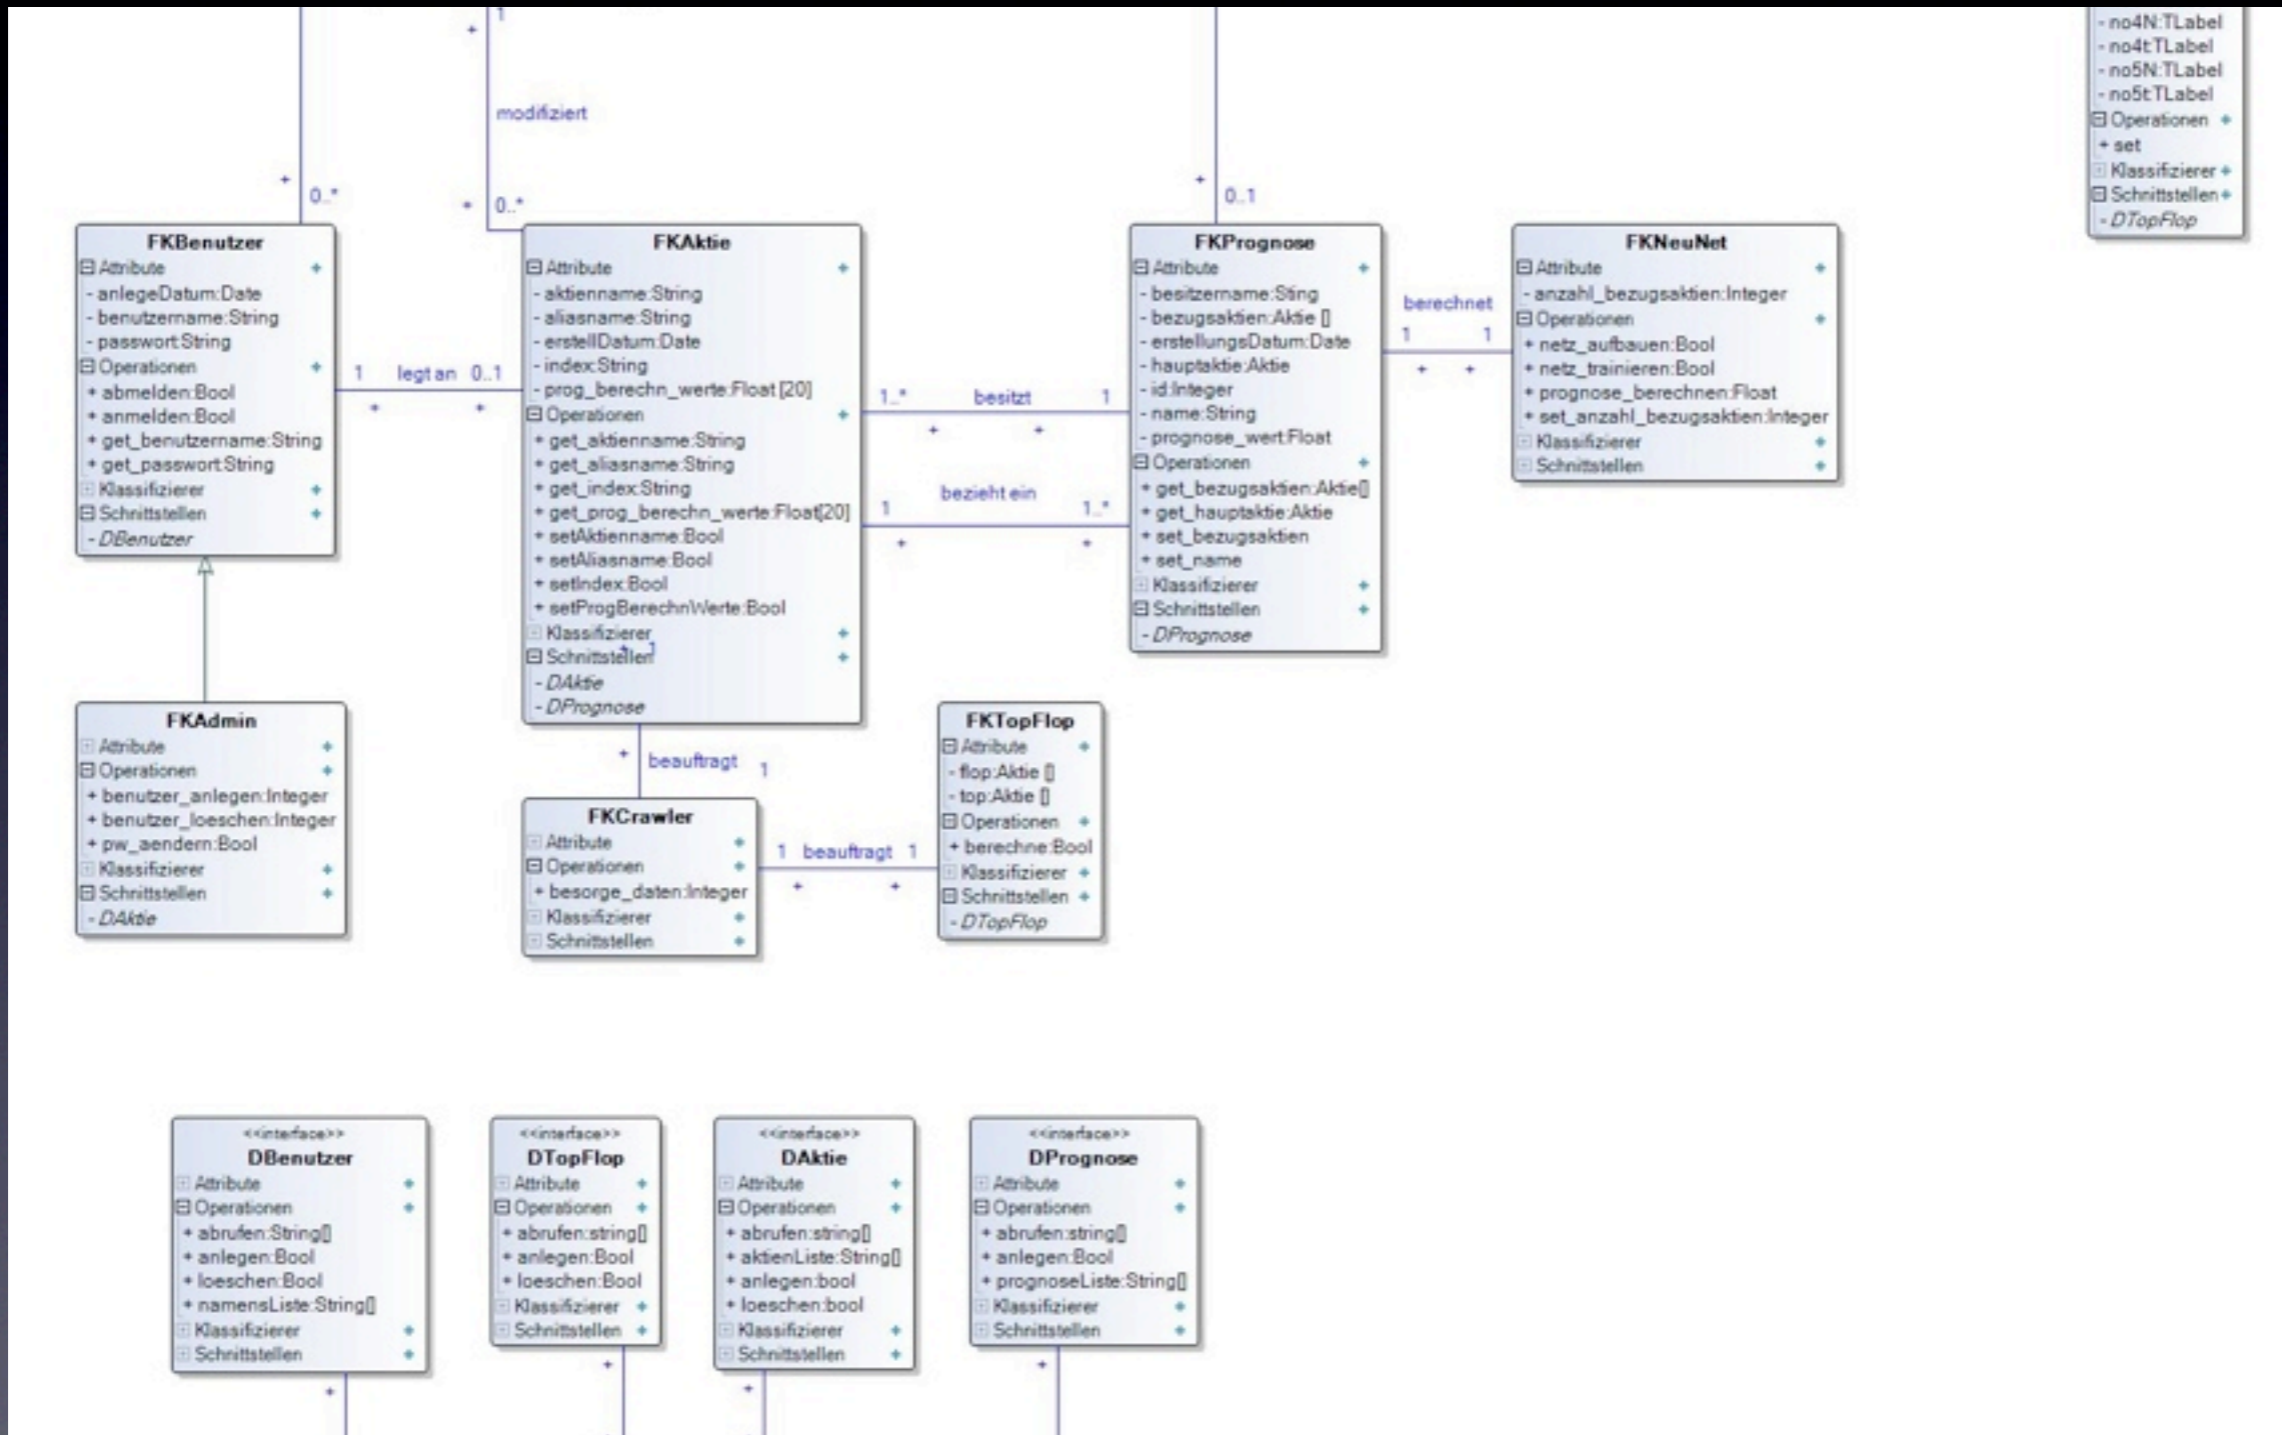 1
modifiziert
0..*
0..*
0..1
- no4N:TLabel
- no4t:TLabel
- no5N:TLabel
- no5t:TLabel
Operationen
+ set
Klassifizierer
Schnittstellen
- DTopFlop
FKBenutzer
Attribute
- anlegeDatum:Date
- benutzername:String
- passwort:String
Operationen
+ abmelden:Bool
+ anmelden:Bool
+ get_benutzername:String
+ get_passwort:String
Klassifizierer
Schnittstellen
- DBenutzer
1 legt an 0..1
FKAktie
Attribute
- aktienname:String
- aliasname:String
- erstellDatum:Date
- index:String
- prog_berechn_werte:Float [20]
Operationen
+ get_aktienname:String
+ get_aliasname:String
+ get_index:String
+ get_prog_berechn_werte:Float[20]
+ setAktienname:Bool
+ setAliasname:Bool
+ setIndex:Bool
+ setProgBerechnWerte:Bool
Klassifizierer
1
Schnittstellen
- DAktie
- DPrognose
1..* besitzt 1
bezieht ein
1 1..*
FKPrognose
Attribute
- besitzername:Sting
- bezugsaktien:Aktie []
- erstellungsDatum:Date
- hauptaktie:Aktie
- id:Integer
- name:String
- prognose_wert:Float
Operationen
+ get_bezugsaktien:Aktie[]
+ get_hauptaktie:Aktie
+ set_bezugsaktien
+ set_name
Klassifizierer
Schnittstellen
- DPrognose
berechnet
1 1
FKNeuNet
Attribute
- anzahl_bezugsaktien:Integer
Operationen
+ netz_aufbauen:Bool
+ netz_trainieren:Bool
+ prognose_berechnen:Float
+ set_anzahl_bezugsaktien:Integer
Klassifizierer
Schnittstellen
FKAdmin
Attribute
Operationen
+ benutzer_anlegen:Integer
+ benutzer_loeschen:Integer
+ pw_aendern:Bool
Klassifizierer
Schnittstellen
- DAktie
beauftragt 1
FKCrawler
Attribute
Operationen
+ besorge_daten:Integer
Klassifizierer
Schnittstellen
1 beauftragt 1
FKTopFlop
Attribute
- flop:Aktie []
- top:Aktie []
Operationen
+ berechne:Bool
Klassifizierer
Schnittstellen
- DTopFlop
<<interface>>
DBenutzer
Attribute
Operationen
+ abrufen:String[]
+ anlegen:Bool
+ loeschen:Bool
+ namensListe:String[]
Klassifizierer
Schnittstellen
<<interface>>
DTopFlop
Attribute
Operationen
+ abrufen:string[]
+ anlegen:Bool
+ loeschen:Bool
Klassifizierer
Schnittstellen
<<interface>>
DAktie
Attribute
Operationen
+ abrufen:string[]
+ aktienListe:String[]
+ anlegen:bool
+ loeschen:bool
Klassifizierer
Schnittstellen
<<interface>>
DPrognose
Attribute
Operationen
+ abrufen:string[]
+ anlegen:Bool
+ prognoseListe:String[]
Klassifizierer
Schnittstellen